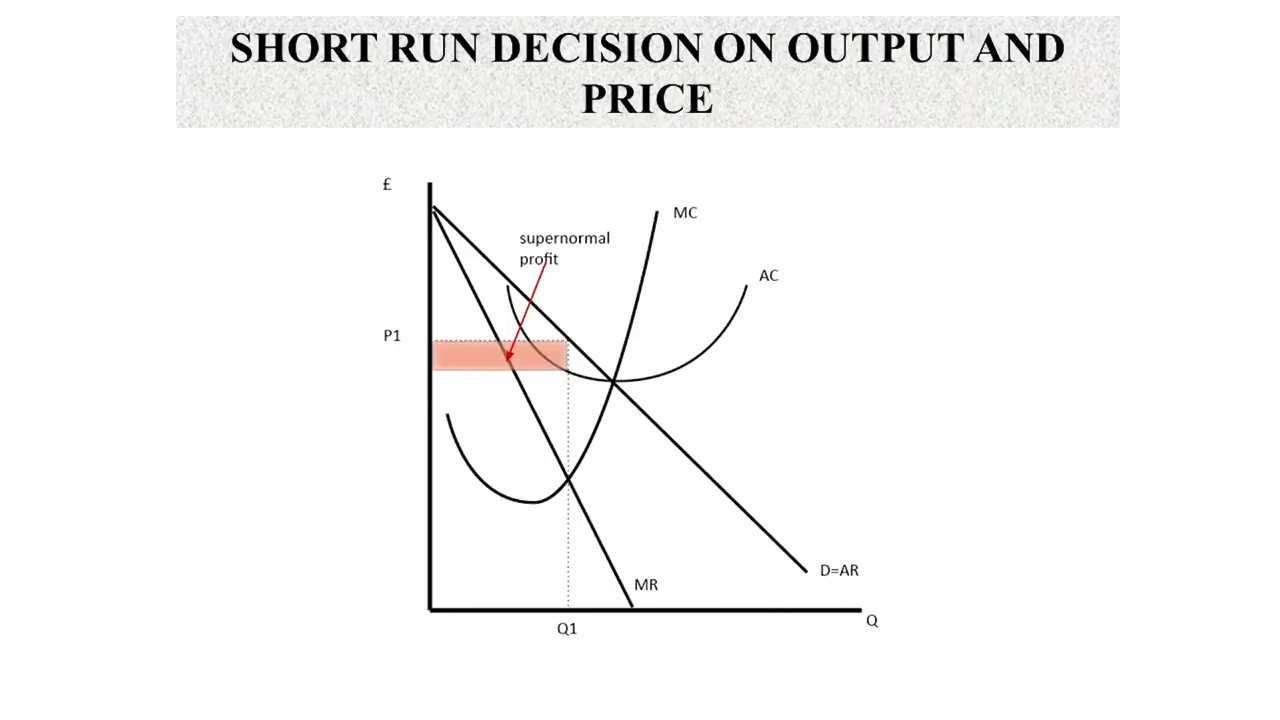 SHORT RUN DECISION ON OUTPUT AND
PRICE
£
MC
supernormal
profit
AC
P1
D=AR
MR
Q
Q1